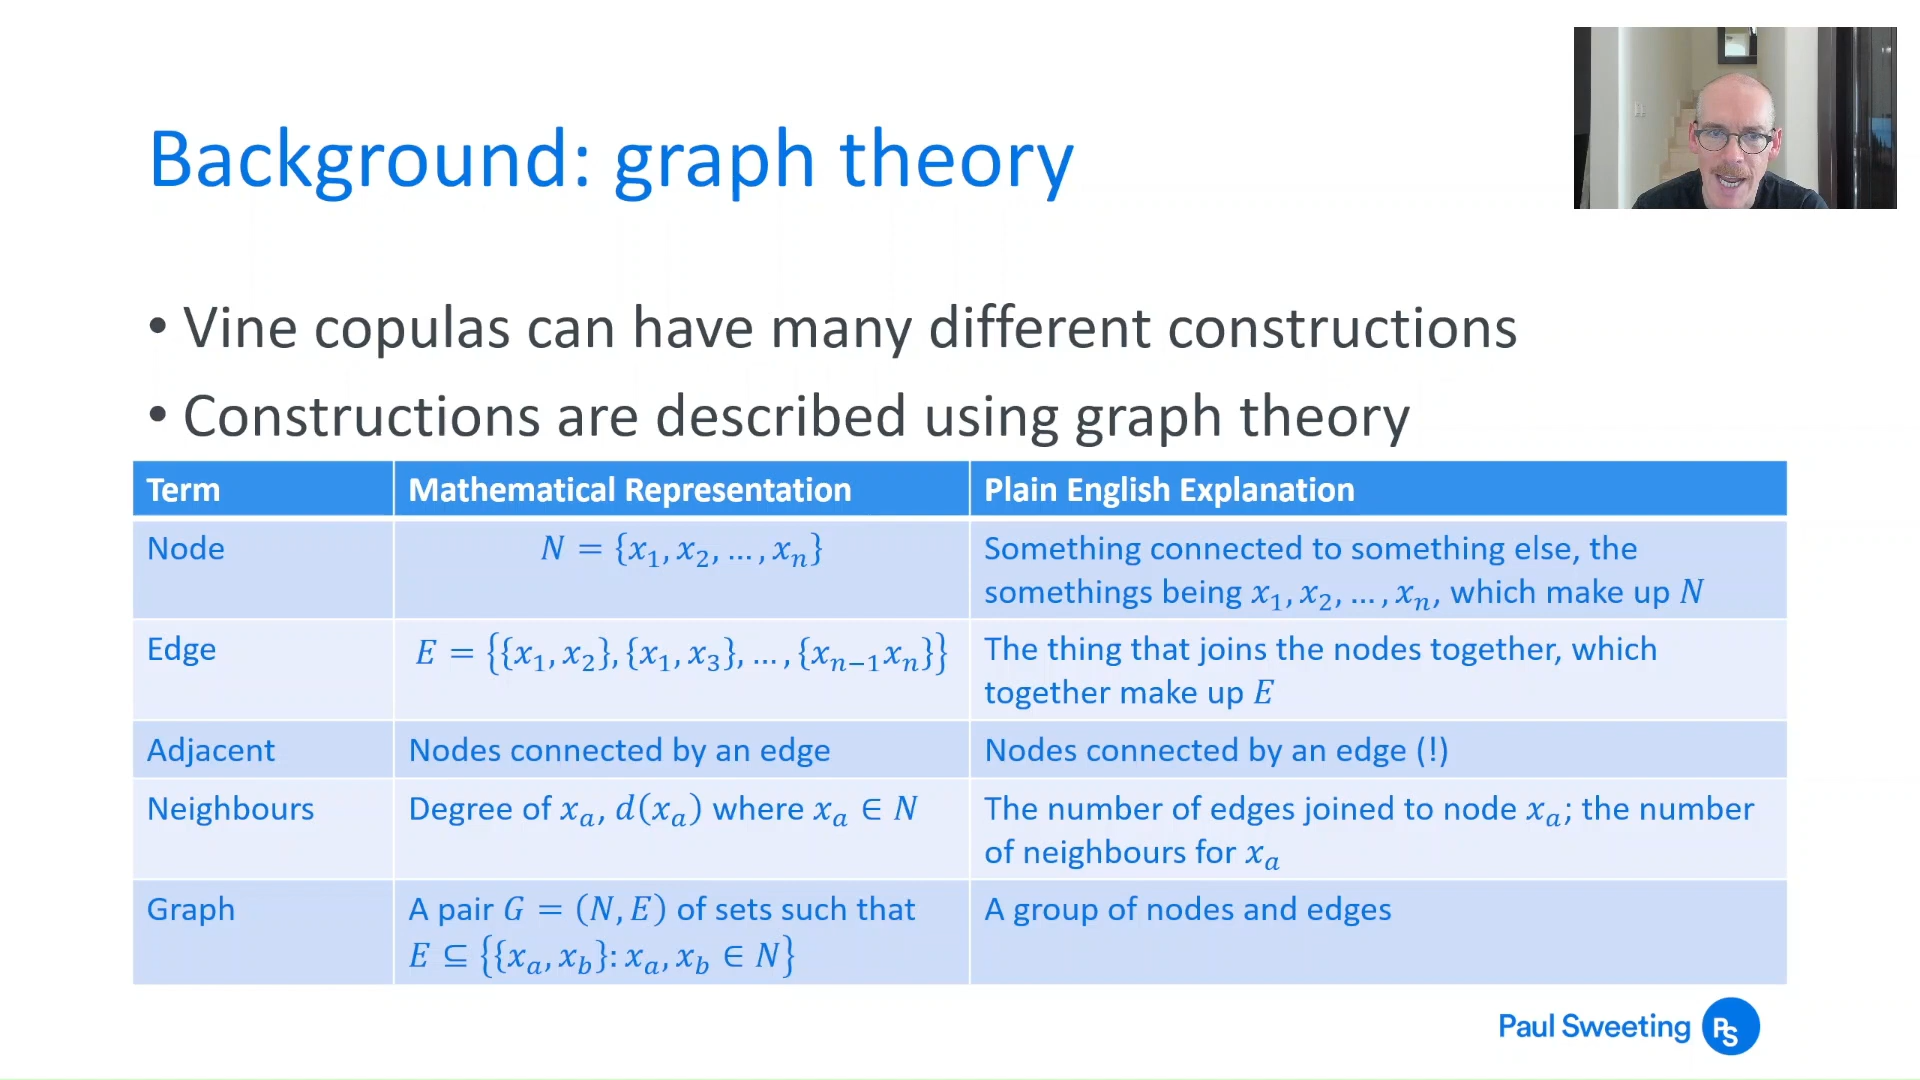 Background: graph theory
• Vine copulas can have many different constructions
• Constructions are described using graph theory
Term Mathematical Representation Plain English Explanation
Node N = {x₁, x₂, … , xₙ} Something connected to something else, the
somethings being x₁, x₂, … , xₙ, which make up N
Edge E = {{x₁, x₂}, {x₁, x₃}, … , {xₙ₋₁xₙ}} The thing that joins the nodes together, which
together make up E
Adjacent Nodes connected by an edge Nodes connected by an edge (!)
Neighbours Degree of xₐ, d(xₐ) where xₐ ∈ N The number of edges joined to node xₐ; the number
of neighbours for xₐ
Graph A pair G = (N, E) of sets such that A group of nodes and edges
E ⊆ {{xₐ, x_b}: xₐ, x_b ∈ N}
Paul Sweeting PS